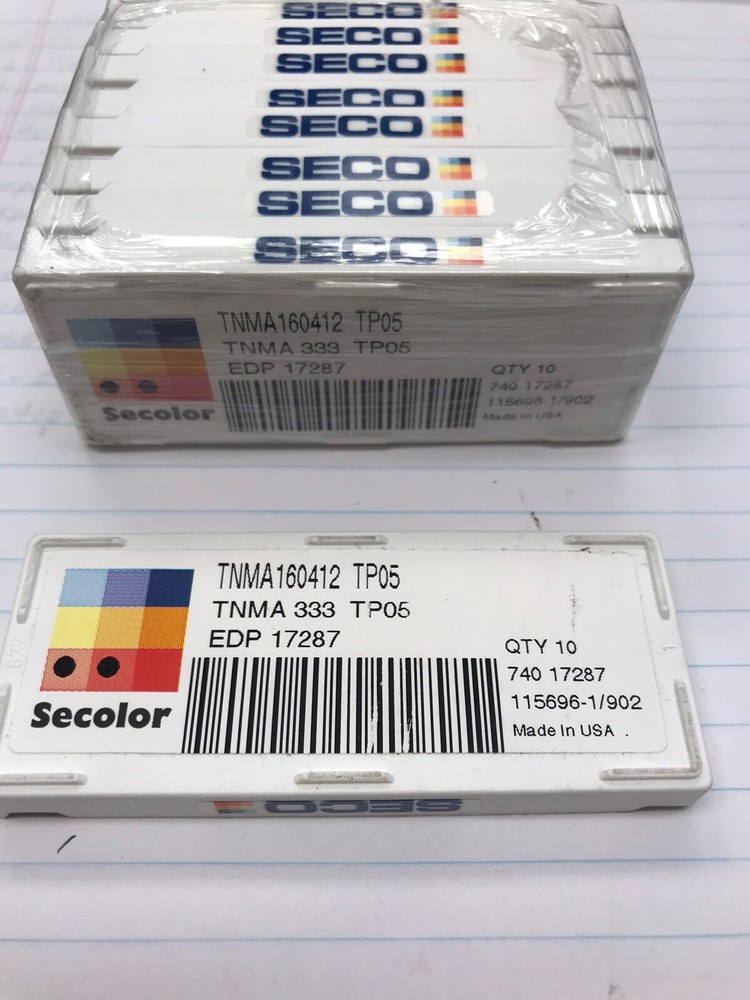 SECO
SECO
SECO
SECO
SECO
SECO
SECO
SECO
TNMA160412 TP05
TNMA 333 TP05
EDP 17287
QTY 10
740 17287
115696-1/902
Made In USA
Secolor
TNMA160412 TP05
TNMA 333 TP05
EDP 17287
QTY 10
740 17287
115696-1/902
Made In USA .
Secolor
SECO